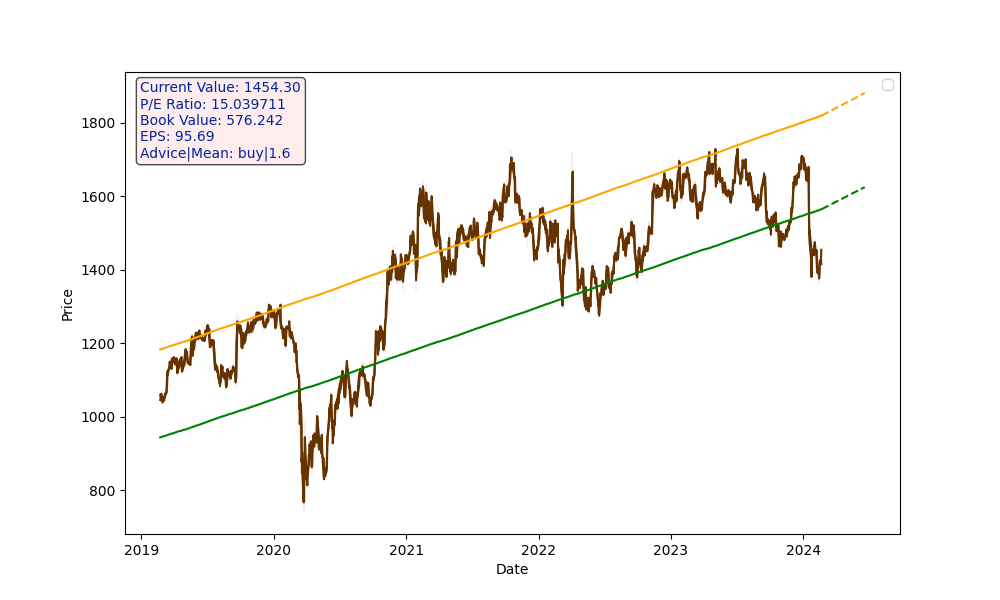 Current Value: 1454.30
P/E Ratio: 15.039711
Book Value: 576.242
EPS: 95.69
Advice|Mean: buy|1.6
1800
1600
1400
1200
1000
800
Price
2019
2020
2021
2022
2023
2024
Date